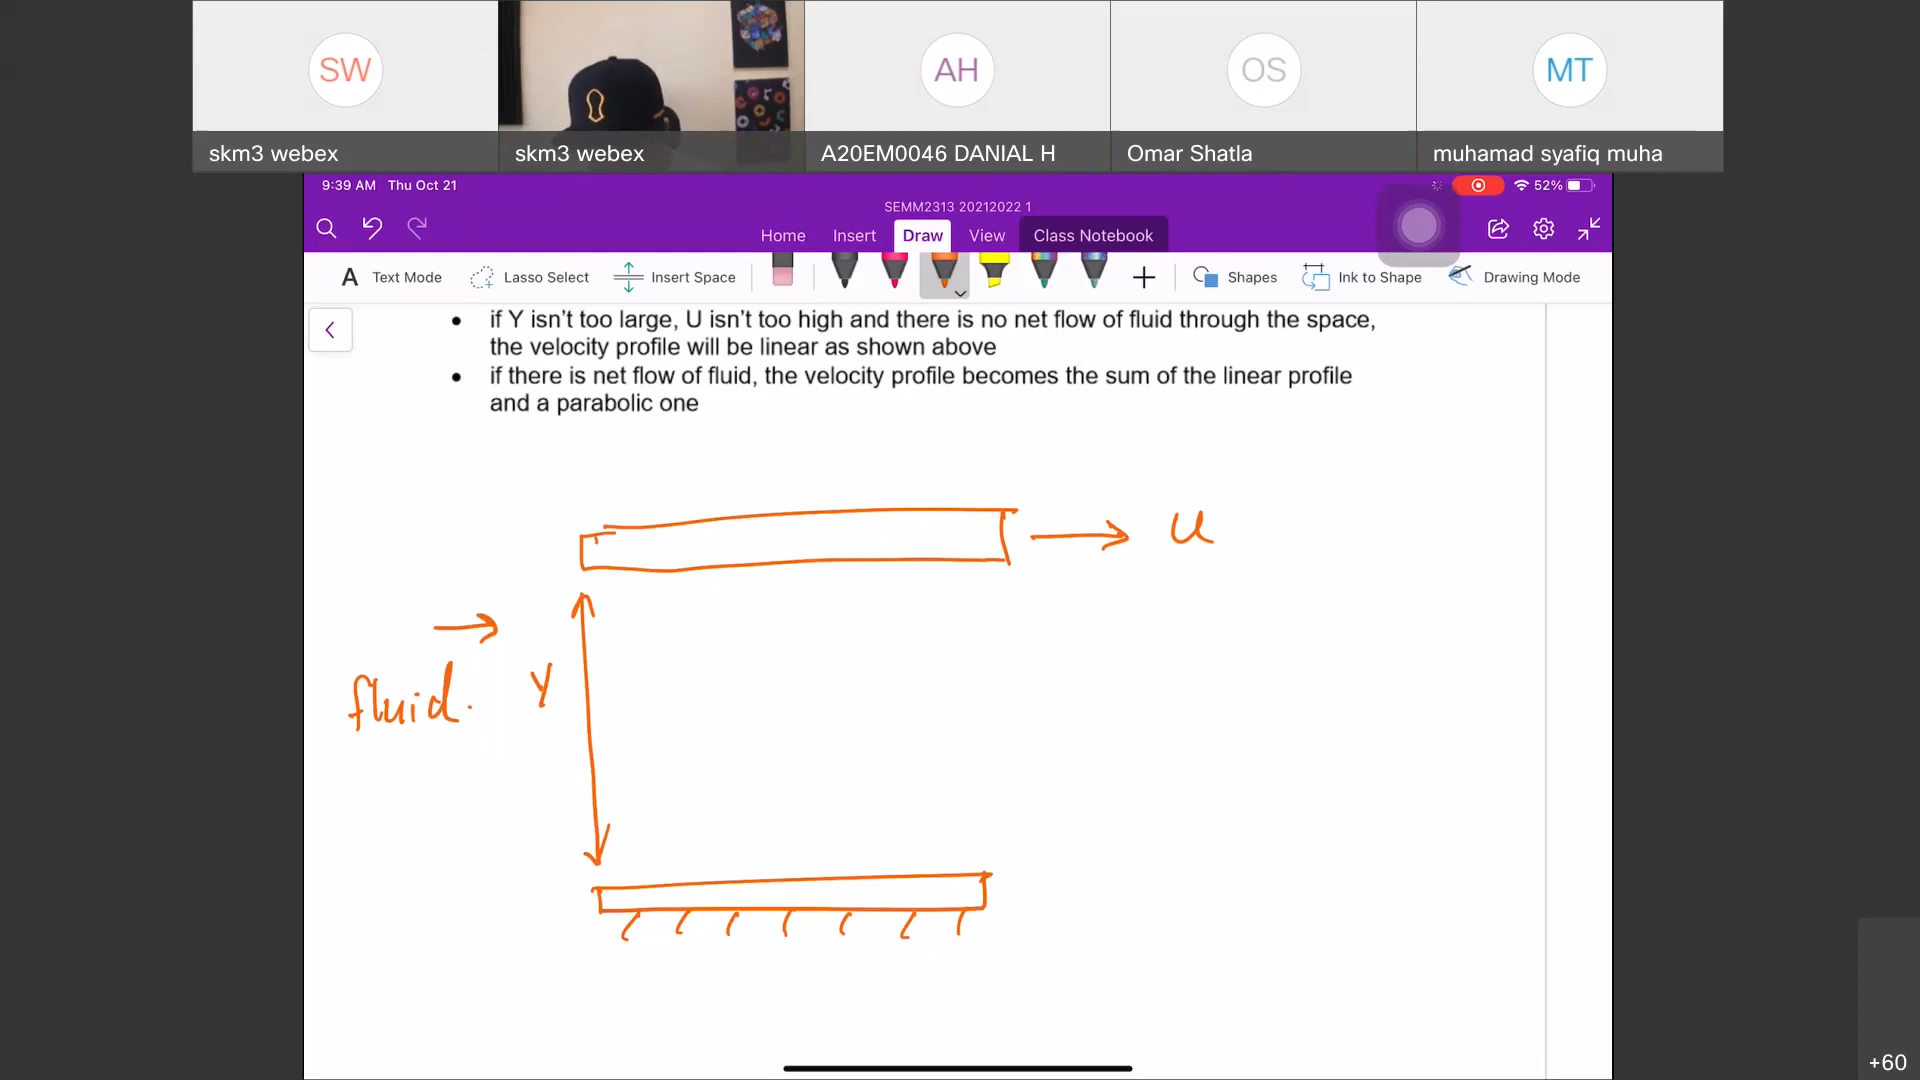 SW
AH
OS
MT
skm3 webex
skm3 webex
A20EM0046 DANIAL H
Omar Shatla
muhamad syafiq muha
9:39 AM Thu Oct 21
52%
SEMM2313 20212022 1
Home
Insert
Draw
View
Class Notebook
A Text Mode
Lasso Select
Insert Space
Shapes
Ink to Shape
Drawing Mode
• if Y isn't too large, U isn't too high and there is no net flow of fluid through the space,
the velocity profile will be linear as shown above
• if there is net flow of fluid, the velocity profile becomes the sum of the linear profile
and a parabolic one
u
fluid.
Y
+60